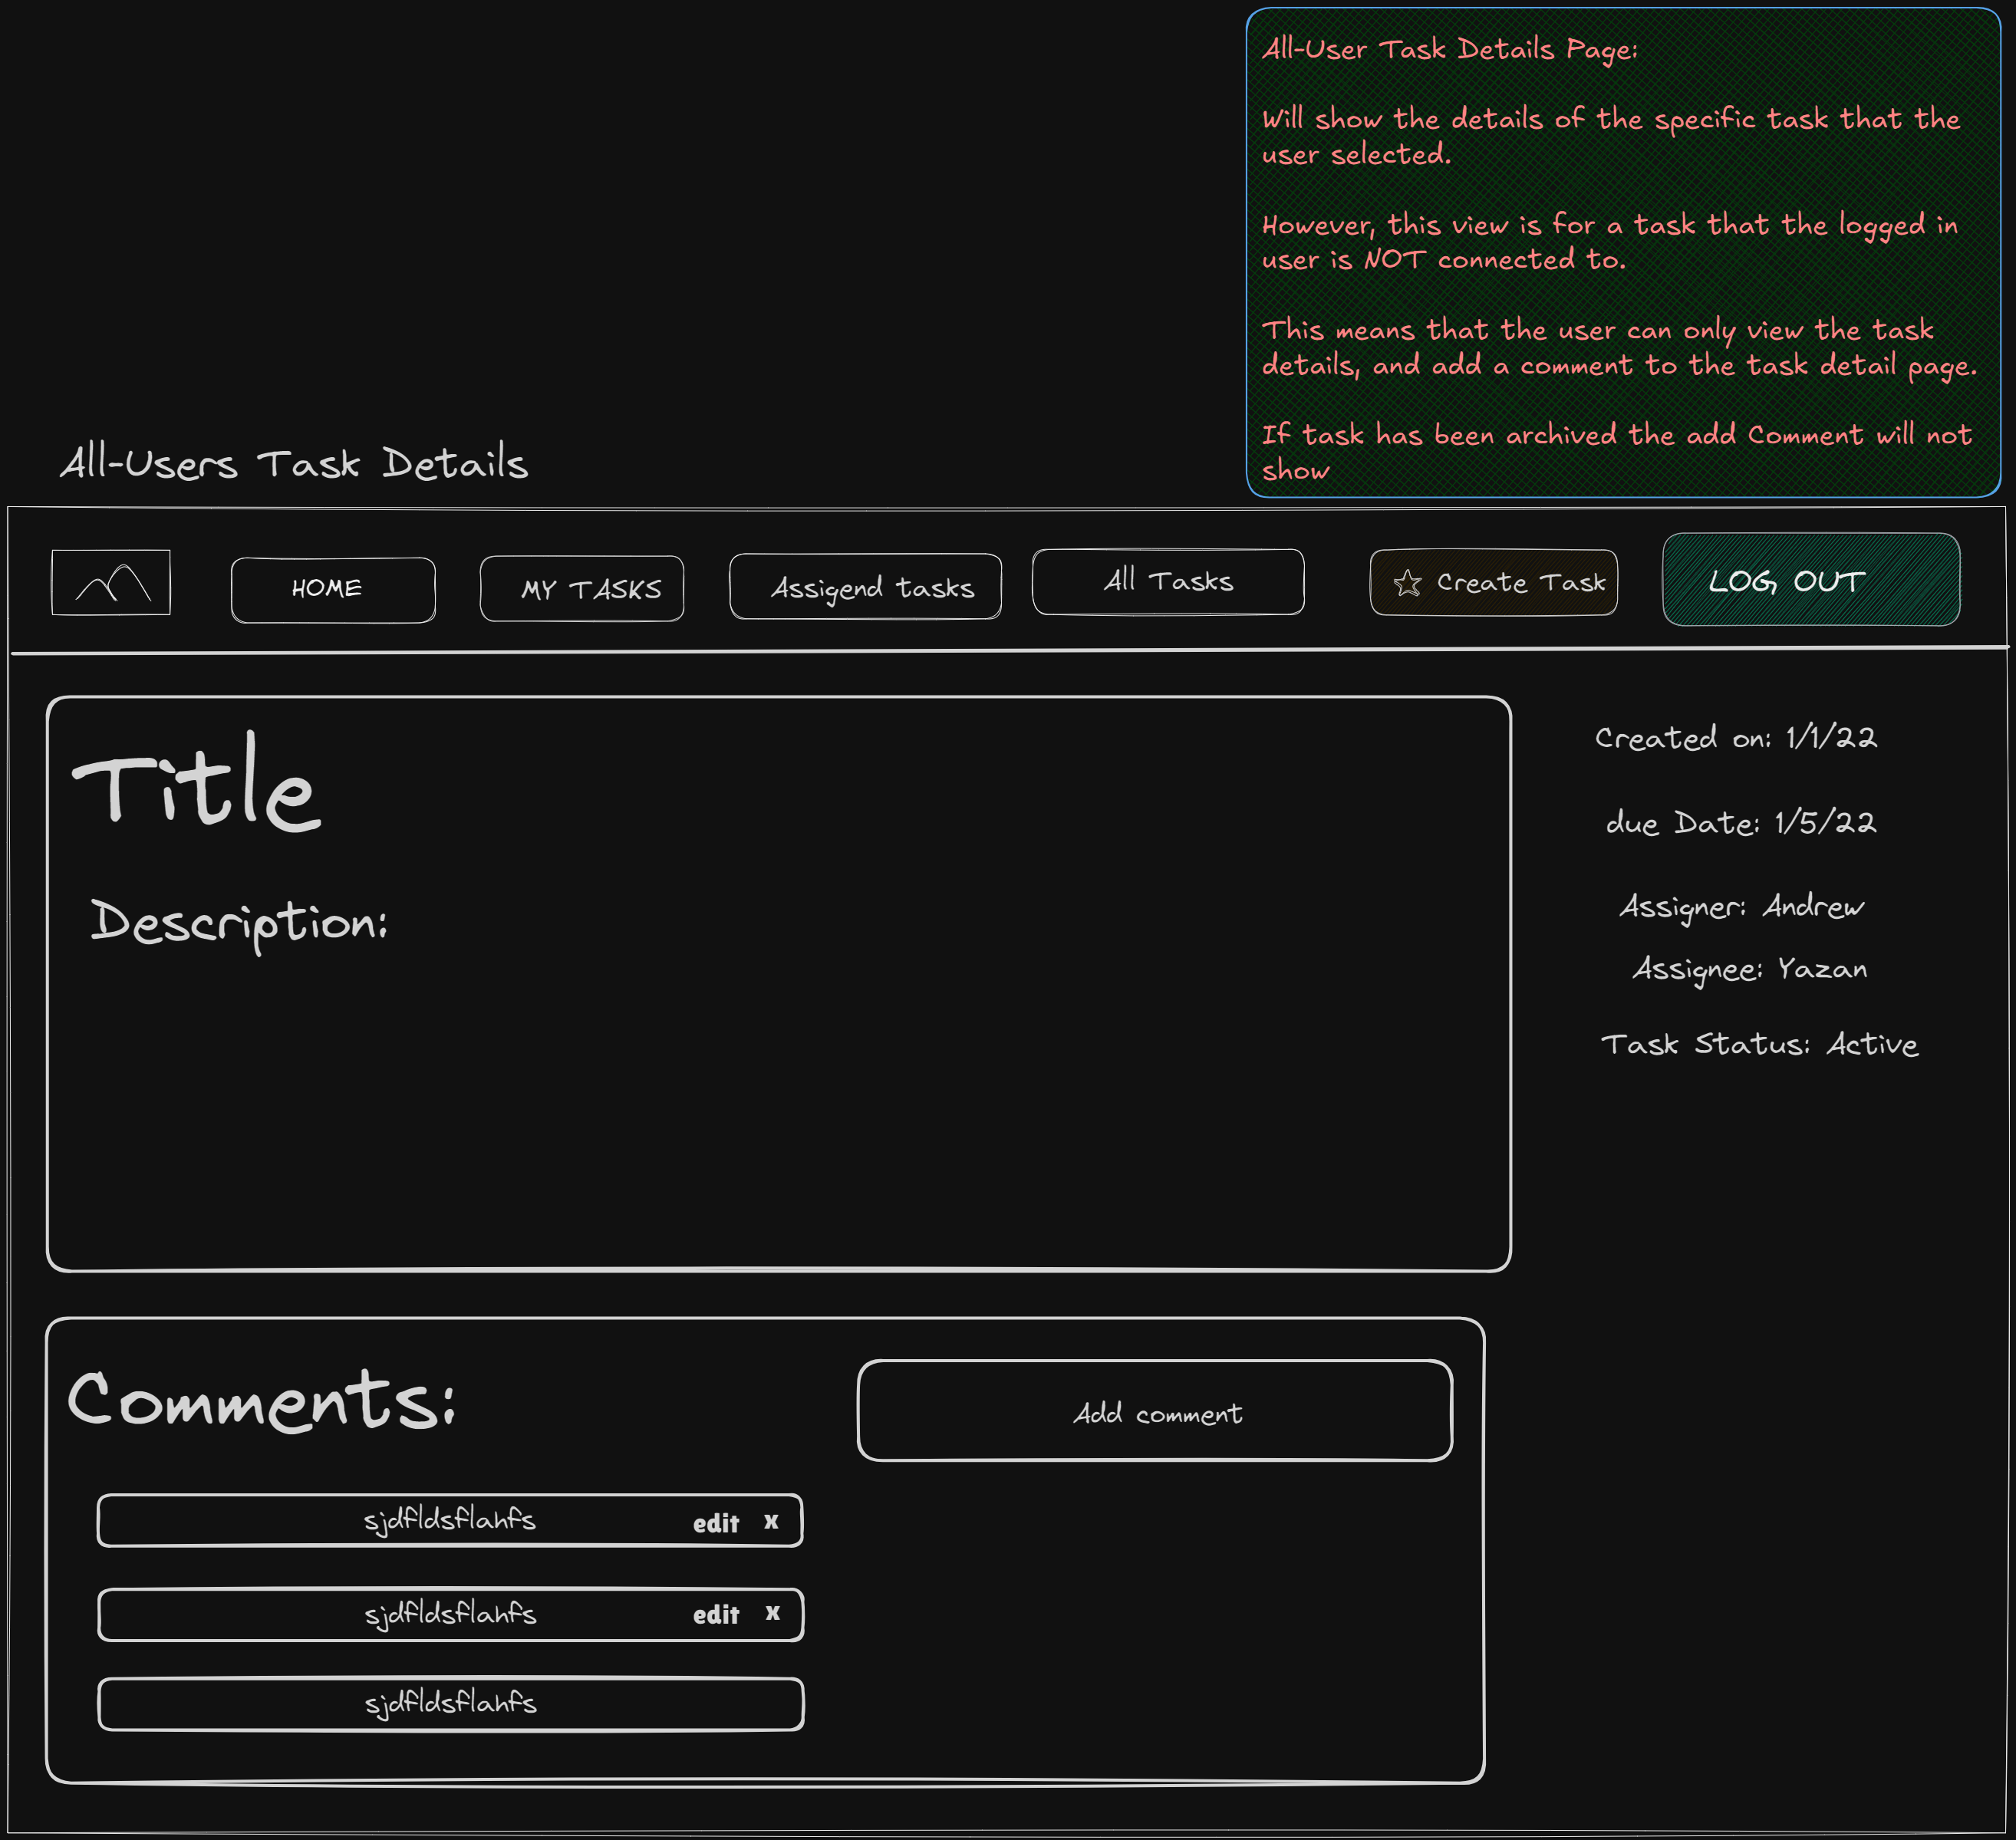 All-User Task Details Page:
Will show the details of the specific task that the
user selected.
However, this view is for a task that the logged in
user is NOT connected to.
This means that the user can only view the task
details, and add a comment to the task detail page.
If task has been archived the add Comment will not
show
All-Users Task Details
HOME
MY TASKS
Assigend tasks
All Tasks
Create Task
LOG OUT
Title
Description:
Created on: 1/1/22
due Date: 1/5/22
Assigner: Andrew
Assignee: Yazan
Task Status: Active
Comments:
Add comment
sjdfldsflahfs edit x
sjdfldsflahfs edit x
sjdfldsflahfs